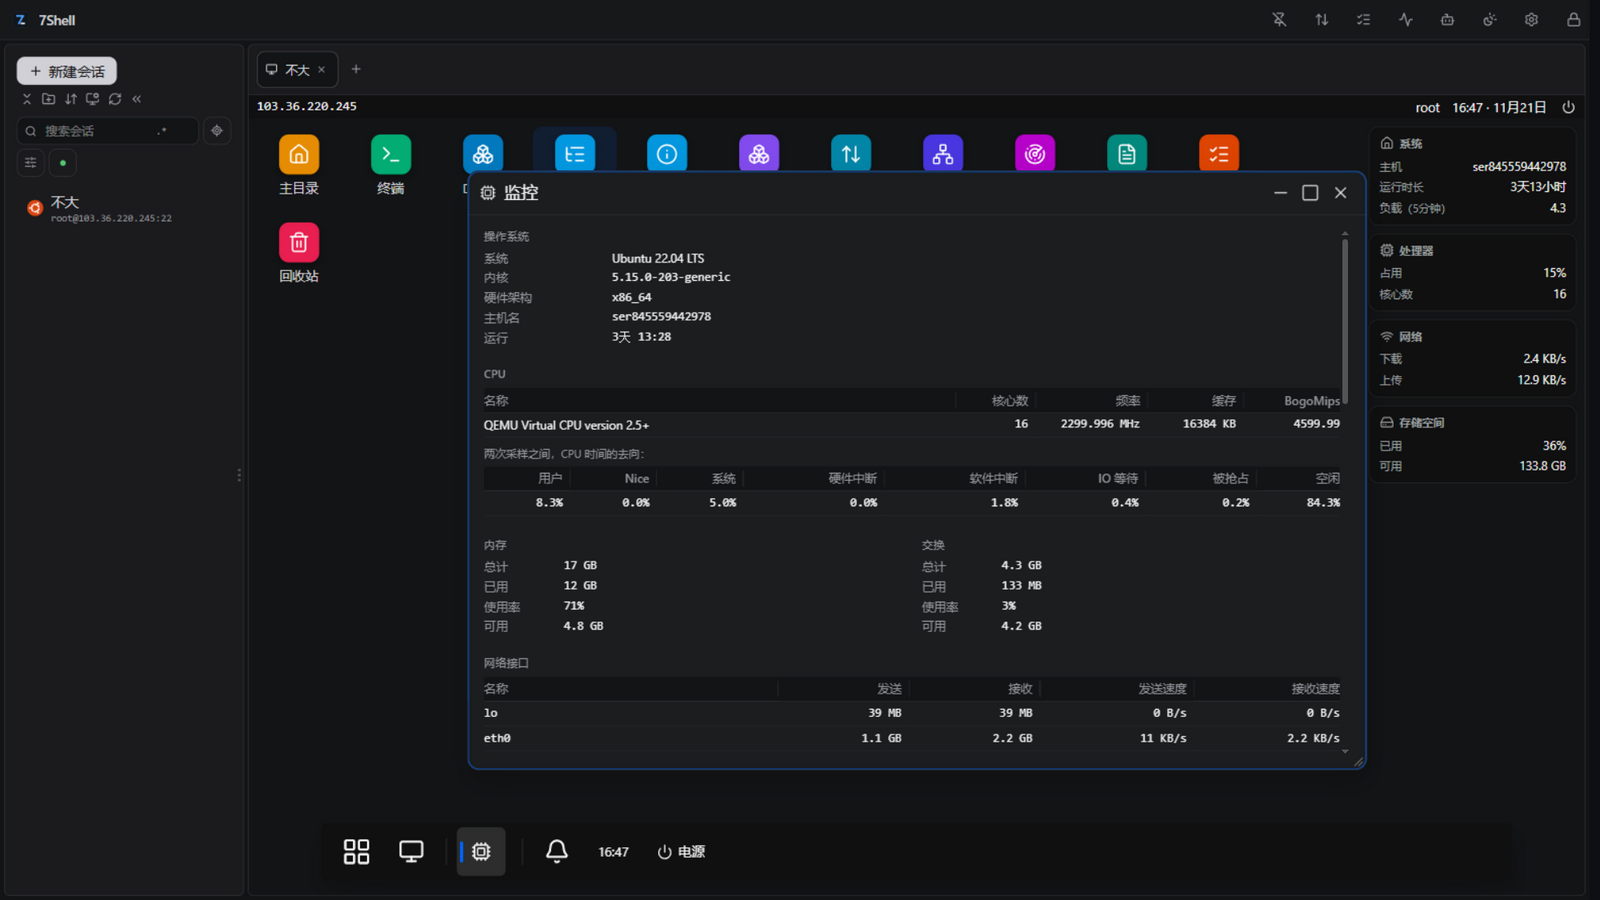 7Shell
新建会话
搜索会话 .*
不大
root@103.36.220.245:22
不大
103.36.220.245
root 16:47 · 11月21日
主目录
终端
回收站
监控
操作系统
系统 Ubuntu 22.04 LTS
内核 5.15.0-203-generic
硬件架构 x86_64
主机名 ser845559442978
运行 3天 13:28
CPU
名称 核心数 频率 缓存 BogoMips
QEMU Virtual CPU version 2.5+ 16 2299.996 MHz 16384 KB 4599.99
两次采样之间，CPU 时间的去向：
用户 Nice 系统 硬件中断 软件中断 IO 等待 被抢占 空闲
8.3% 0.0% 5.0% 0.0% 1.8% 0.4% 0.2% 84.3%
内存
总计 17 GB
已用 12 GB
使用率 71%
可用 4.8 GB
交换
总计 4.3 GB
已用 133 MB
使用率 3%
可用 4.2 GB
网络接口
名称 发送 接收 发送速度 接收速度
lo 39 MB 39 MB 0 B/s 0 B/s
eth0 1.1 GB 2.2 GB 11 KB/s 2.2 KB/s
系统
主机 ser845559442978
运行时长 3天13小时
负载（5分钟） 4.3
处理器
占用 15%
核心数 16
网络
下载 2.4 KB/s
上传 12.9 KB/s
存储空间
已用 36%
可用 133.8 GB
16:47
电源